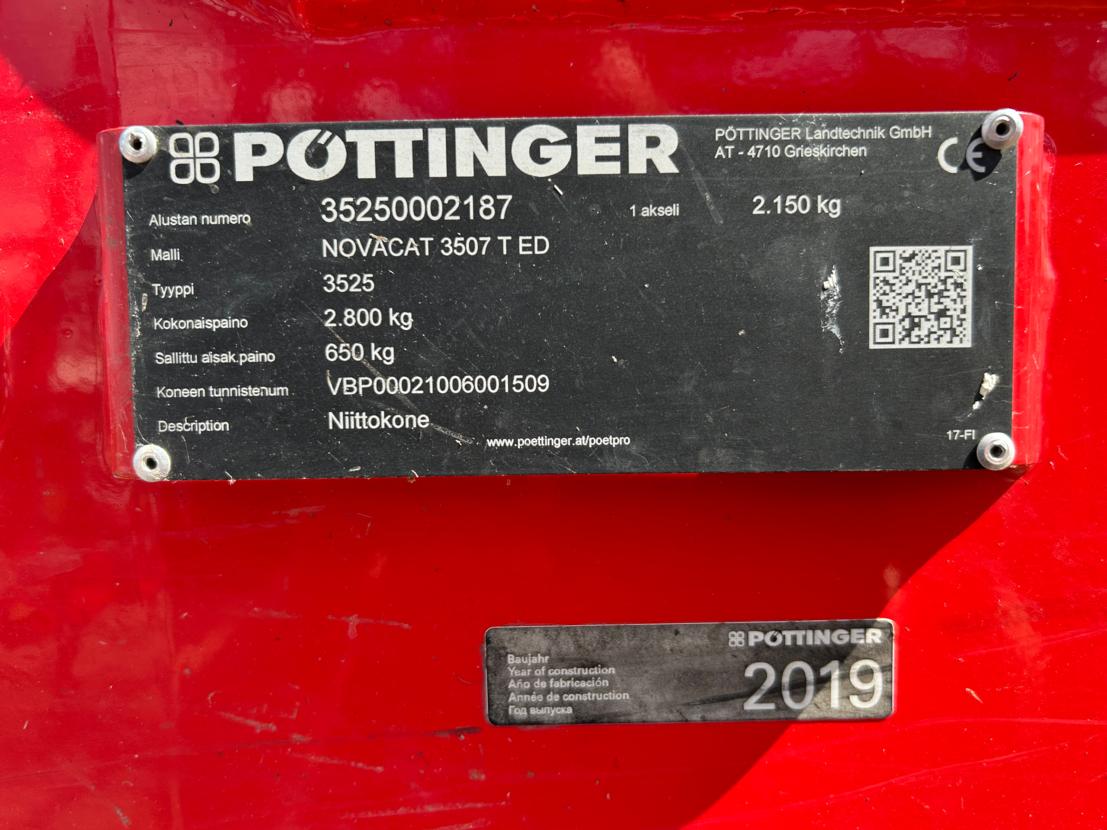 PÖTTINGER
PÖTTINGER Landtechnik GmbH
AT - 4710 Grieskirchen
CE
Alustan numero 35250002187 1 akseli 2.150 kg
Malli NOVACAT 3507 T ED
Tyyppi 3525
Kokonaispaino 2.800 kg
Sallittu aisak.paino 650 kg
Koneen tunnistenum VBP00021006001509
Description Niittokone
www.poettinger.at/poetpro
17-FI
PÖTTINGER
Baujahr
Year of construction
Año de fabricación
Année de construction
Год выпуска
2019